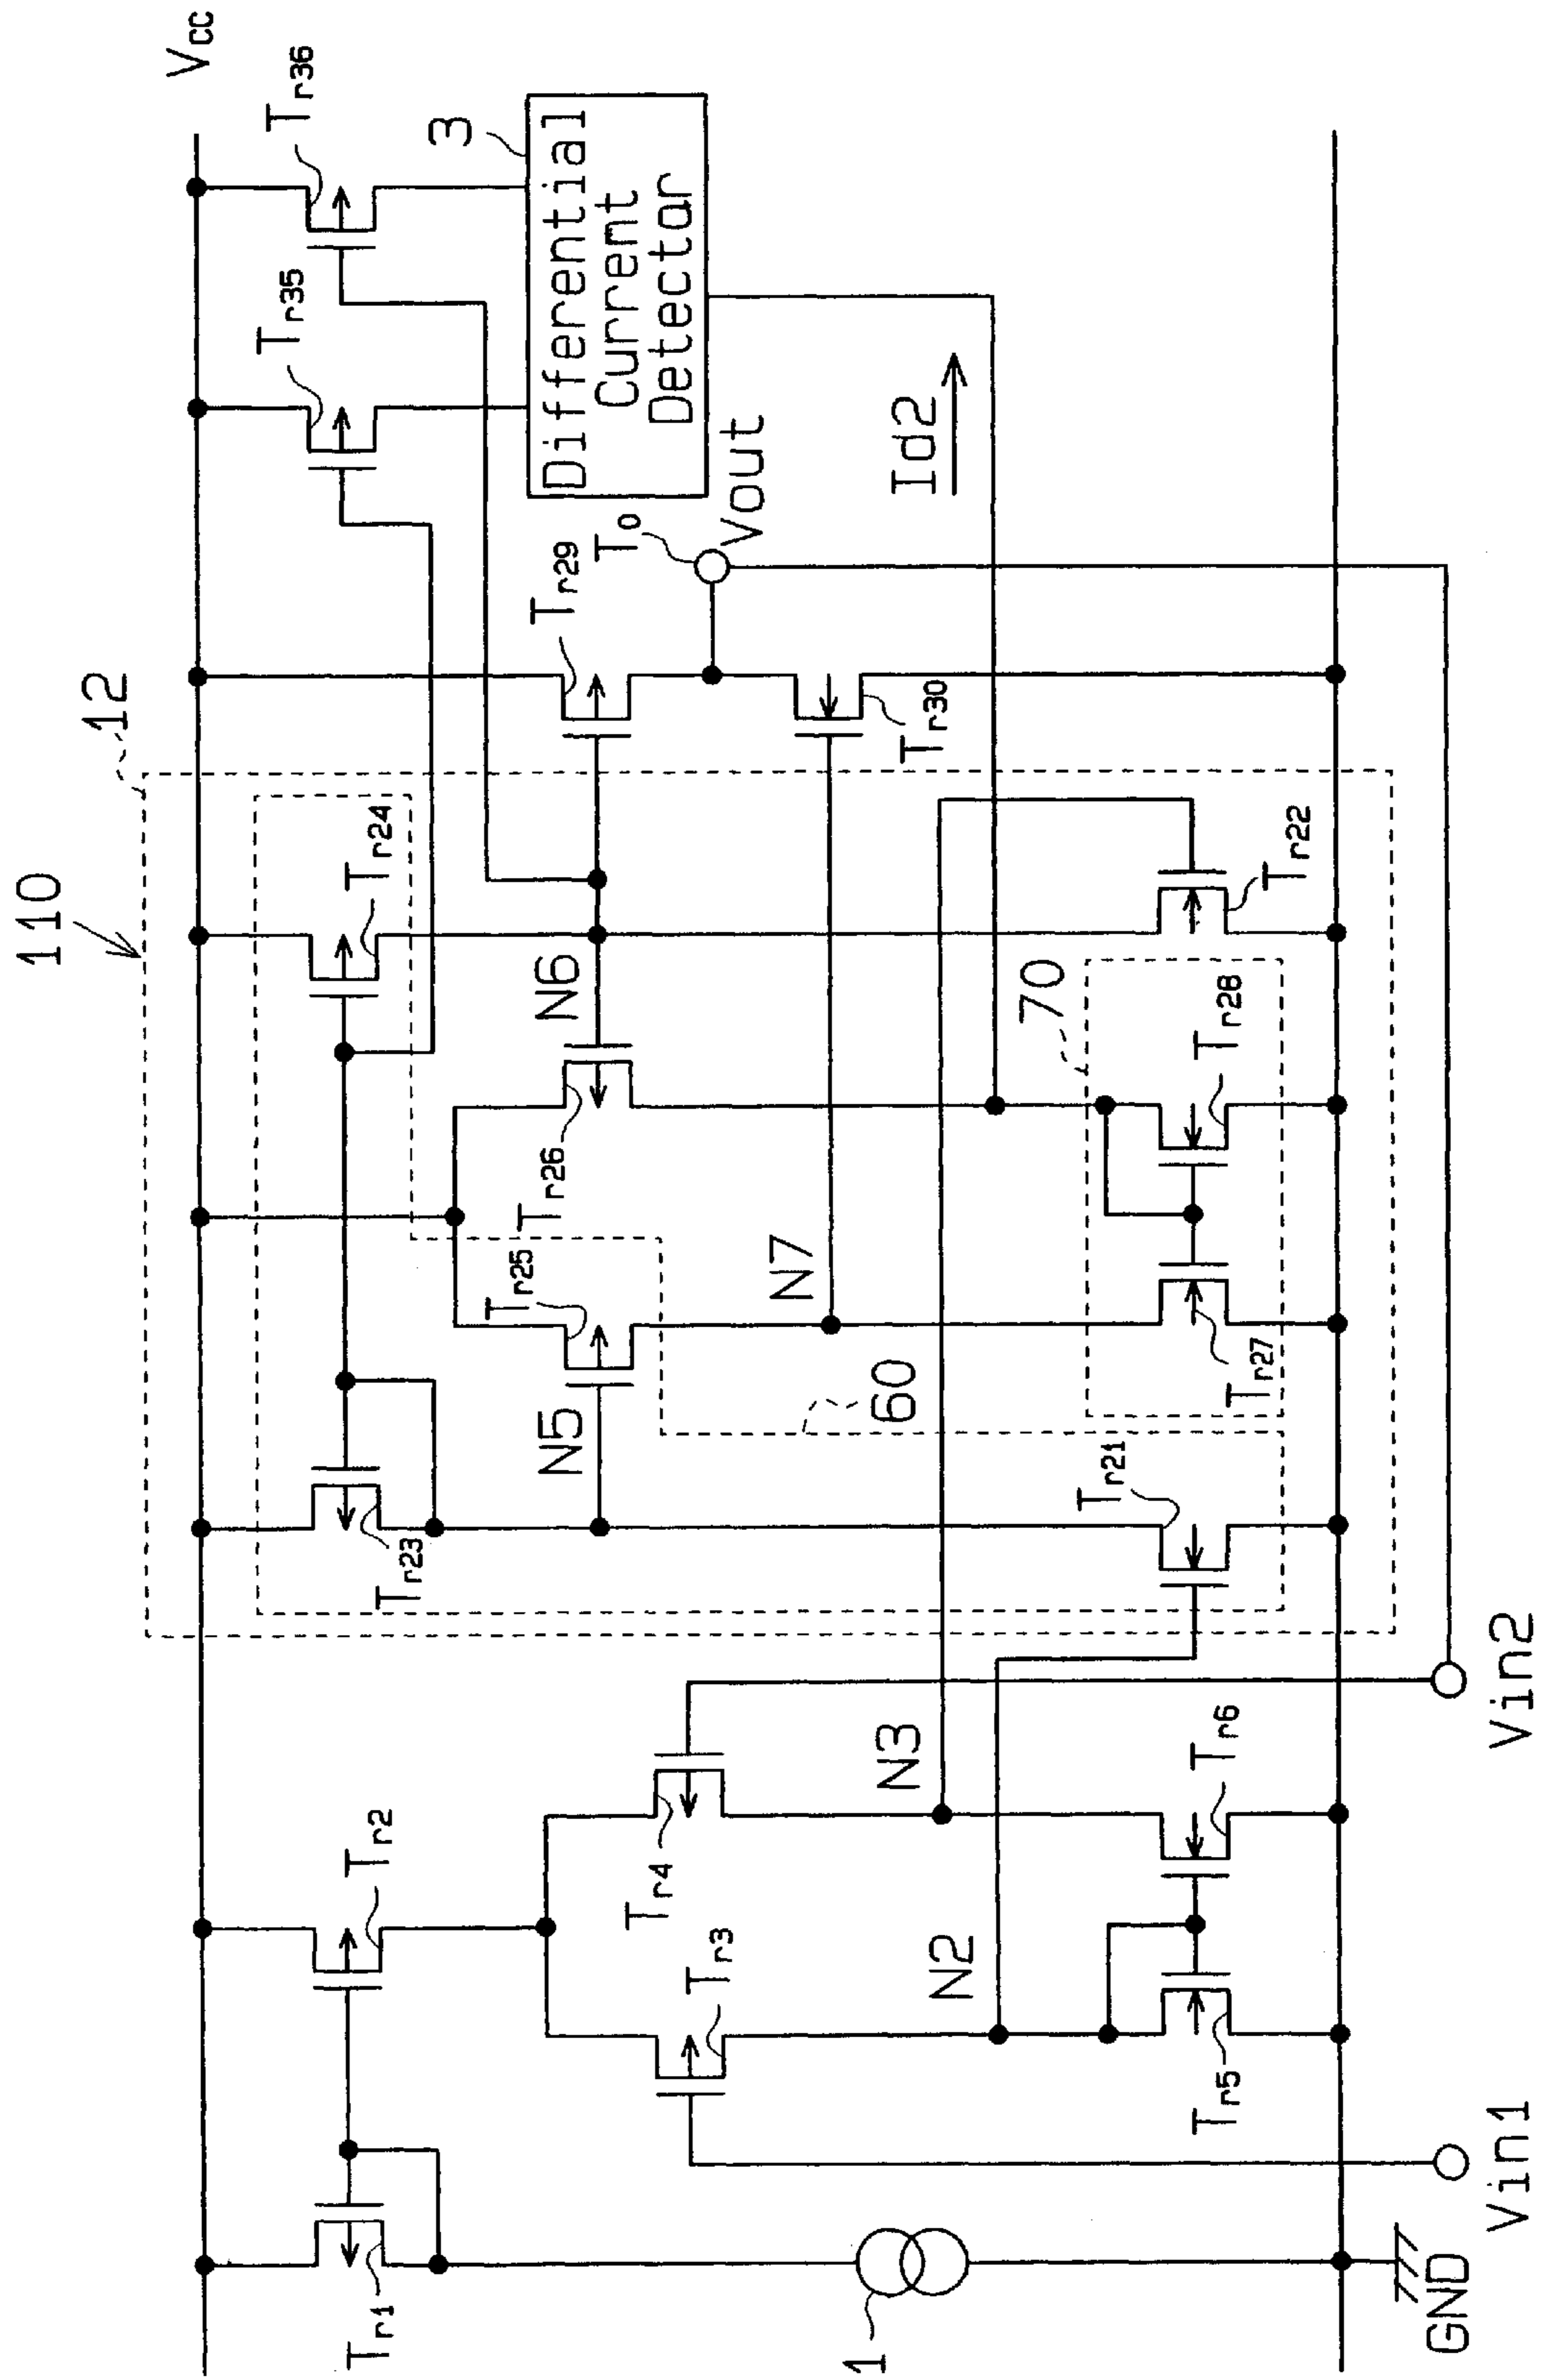 110
12
Vcc
Tr1
Tr2
Tr23
Tr24
Tr35
Tr36
3
Differential
Current
Detector
Tr3
Tr4
N5
Tr25
Tr26
N6
Tr29
To
Vout
N2
N3
60
N7
70
Tr30
Id2
1
Tr5
Tr6
Tr21
Tr27
Tr28
Tr22
GND
Vin1
Vin2